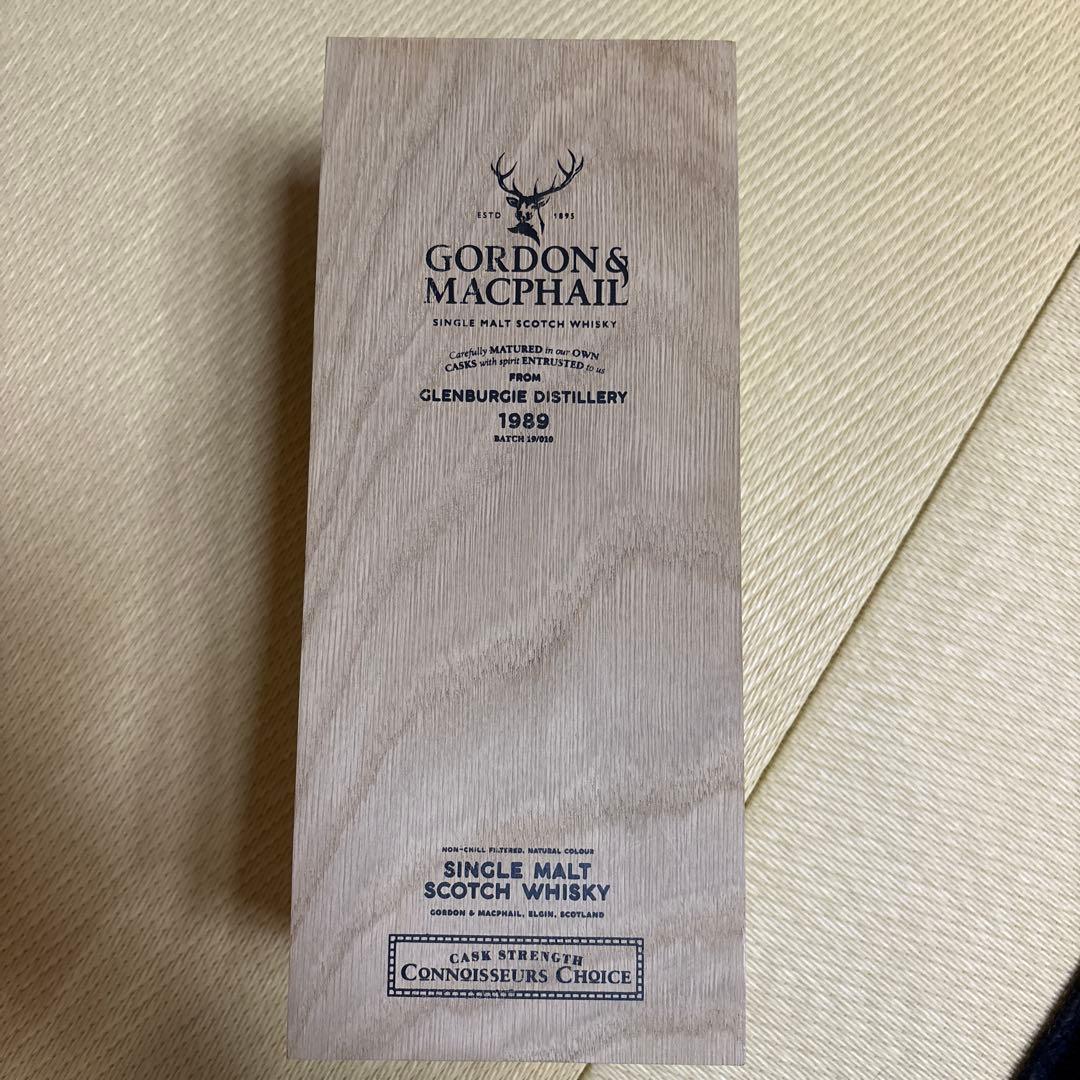 ESTD 1895
GORDON &
MACPHAIL
SINGLE MALT SCOTCH WHISKY
Carefully MATURED in our OWN
CASKS with spirit ENTRUSTED to us
FROM
GLENBURGIE DISTILLERY
1989
BATCH 19/010
NON-CHILL FILTERED. NATURAL COLOUR
SINGLE MALT
SCOTCH WHISKY
GORDON & MACPHAIL, ELGIN, SCOTLAND
CASK STRENGTH
CONNOISSEURS CHOICE